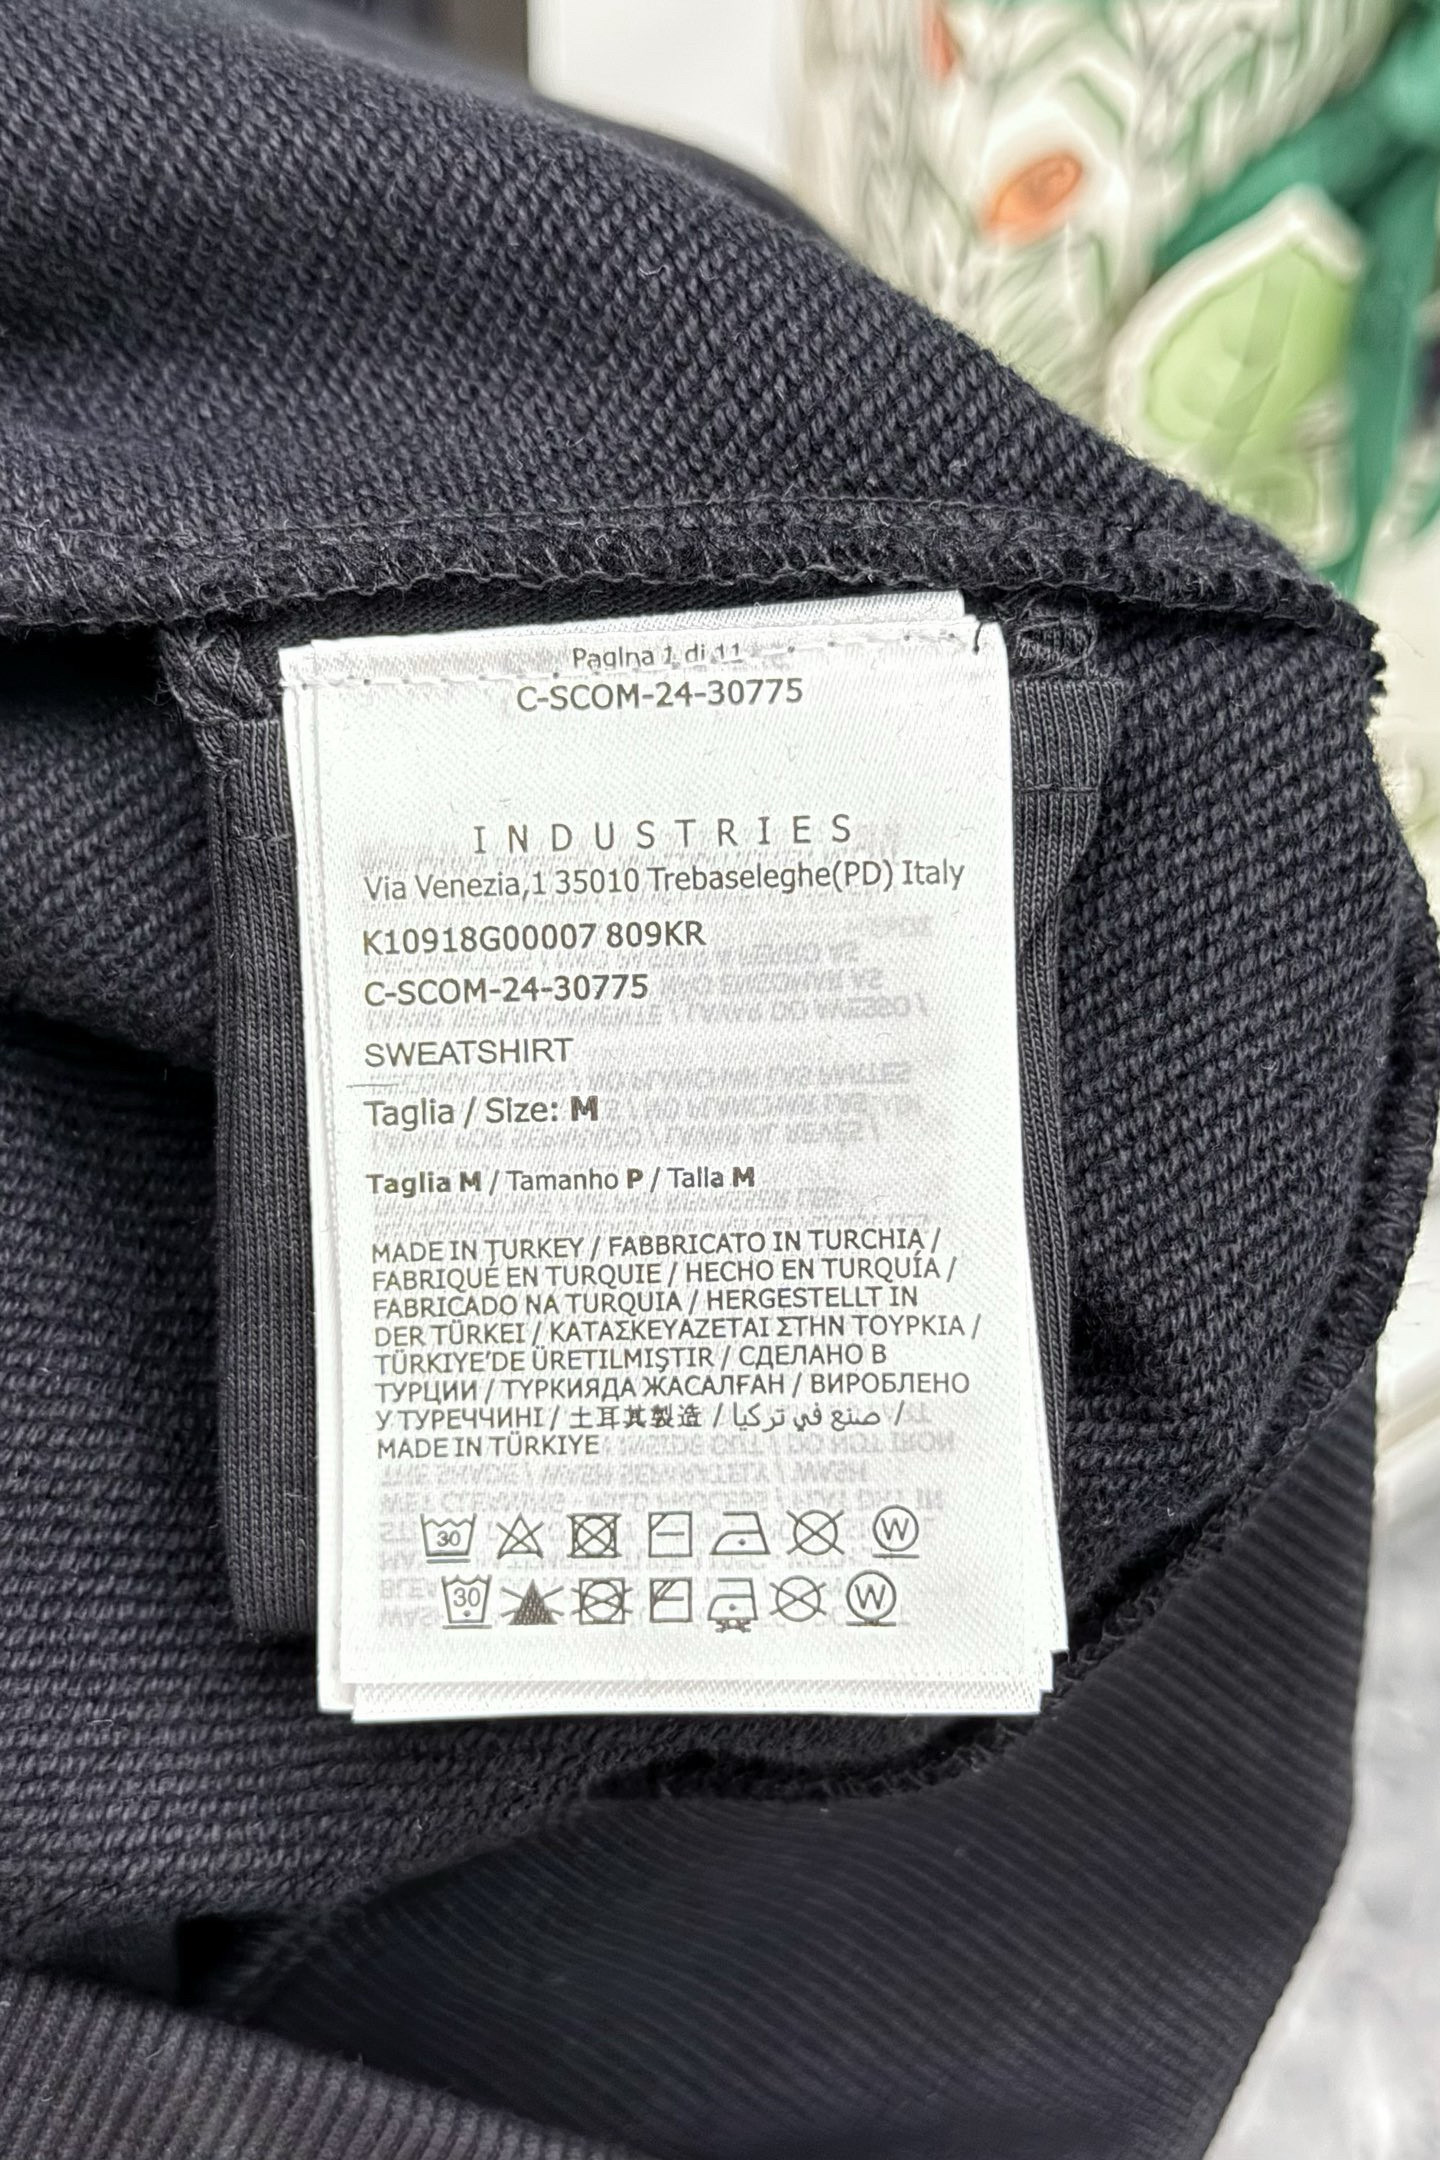 Pagina 1 di 11
C-SCOM-24-30775
INDUSTRIES
Via Venezia,1 35010 Trebaseleghe(PD) Italy
K10918G00007 809KR
C-SCOM-24-30775
SWEATSHIRT
Taglia / Size: M
Taglia M / Tamanho P / Talla M
MADE IN TURKEY / FABBRICATO IN TURCHIA /
FABRIQUÉ EN TURQUIE / HECHO EN TURQUÍA /
FABRICADO NA TURQUIA / HERGESTELLT IN
DER TÜRKEI / ΚΑΤΑΣΚΕΥΑΖΕΤΑΙ ΣΤΗΝ ΤΟΥΡΚΙΑ /
TÜRKIYE'DE ÜRETILMIŞTIR / СДЕЛАНО В
ТУРЦИИ / ТҮРКИЯДА ЖАСАЛҒАН / ВИРОБЛЕНО
У ТУРЕЧЧИНІ / 土耳其製造 / صنع في تركيا /
MADE IN TÜRKIYE
30 W
30 W